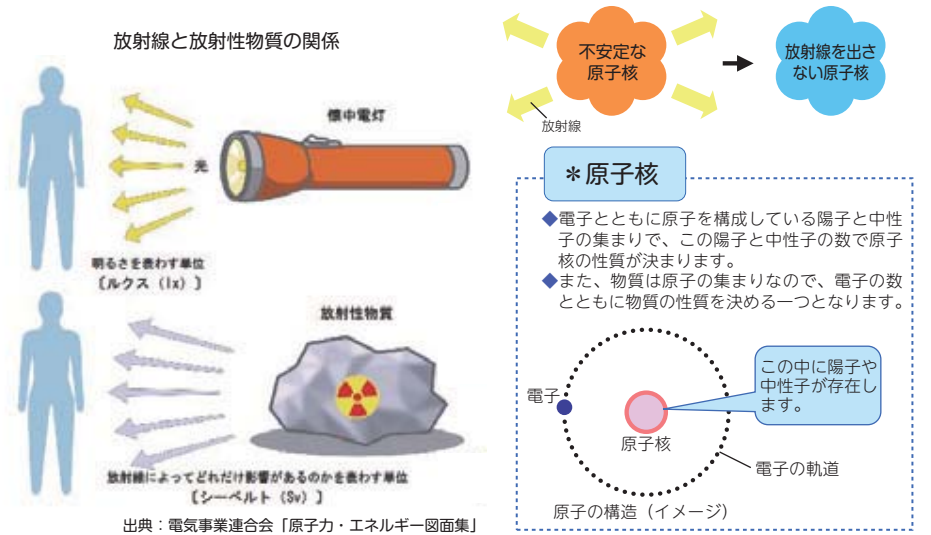 放射線と放射性物質の関係
懐中電灯
光
明るさを表わす単位
〔ルクス(lx)〕
放射性物質
放射線によってどれだけ影響があるのかを表わす単位
〔シーベルト(Sv)〕
出典:電気事業連合会「原子力・エネルギー図面集」
不安定な
原子核
放射線を出さ
ない原子核
放射線
＊原子核
◆電子とともに原子を構成している陽子と中性
子の集まりで、この陽子と中性子の数で原子
核の性質が決まります。
◆また、物質は原子の集まりなので、電子の数
とともに物質の性質を決める一つとなります。
この中に陽子や
中性子が存在し
ます。
電子
原子核
電子の軌道
原子の構造(イメージ)